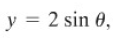 y = 2 sin θ,